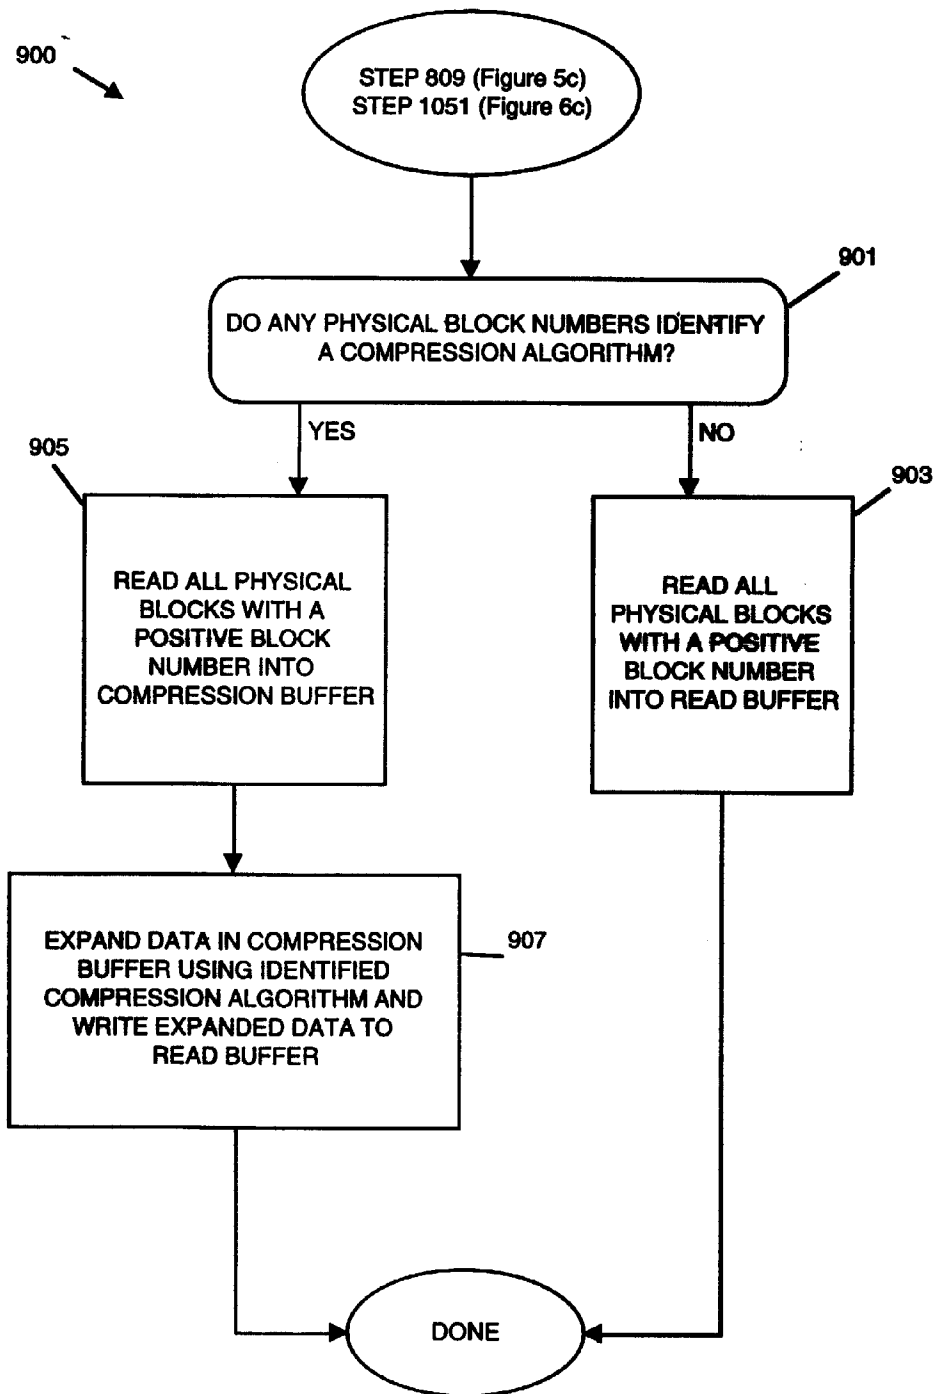 900
STEP 809 (Figure 5c)
STEP 1051 (Figure 6c)
901
DO ANY PHYSICAL BLOCK NUMBERS IDENTIFY
A COMPRESSION ALGORITHM?
YES
NO
905
903
READ ALL PHYSICAL
BLOCKS WITH A
POSITIVE BLOCK
NUMBER INTO
COMPRESSION BUFFER
READ ALL
PHYSICAL BLOCKS
WITH A POSITIVE
BLOCK NUMBER
INTO READ BUFFER
907
EXPAND DATA IN COMPRESSION
BUFFER USING IDENTIFIED
COMPRESSION ALGORITHM AND
WRITE EXPANDED DATA TO
READ BUFFER
DONE